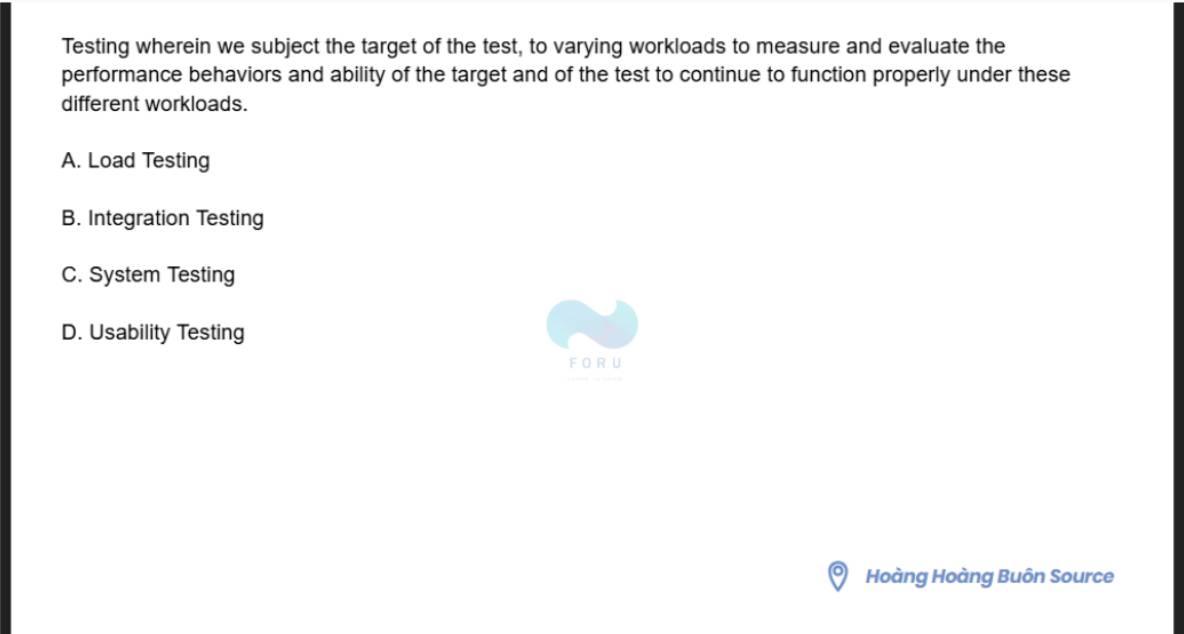 Testing wherein we subject the target of the test, to varying workloads to measure and evaluate the
performance behaviors and ability of the target and of the test to continue to function properly under these
different workloads.
A. Load Testing
B. Integration Testing
C. System Testing
D. Usability Testing
FORU
Hoàng Hoàng Buôn Source